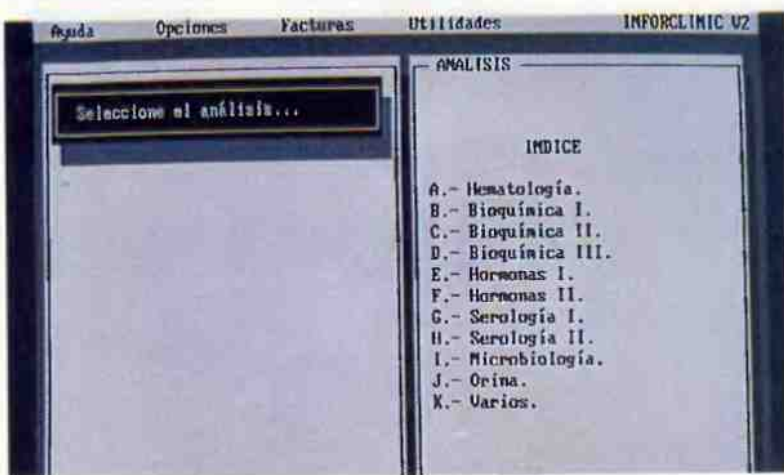 Ayuda Opciones Facturas Utilidades INFORCLINIC V2
Seleccione el análisis...
ANALISIS
INDICE
A.- Hematología.
B.- Bioquímica I.
C.- Bioquímica II.
D.- Bioquímica III.
E.- Hormonas I.
F.- Hormonas II.
G.- Serología I.
H.- Serología II.
I.- Microbiología.
J.- Orina.
K.- Varios.